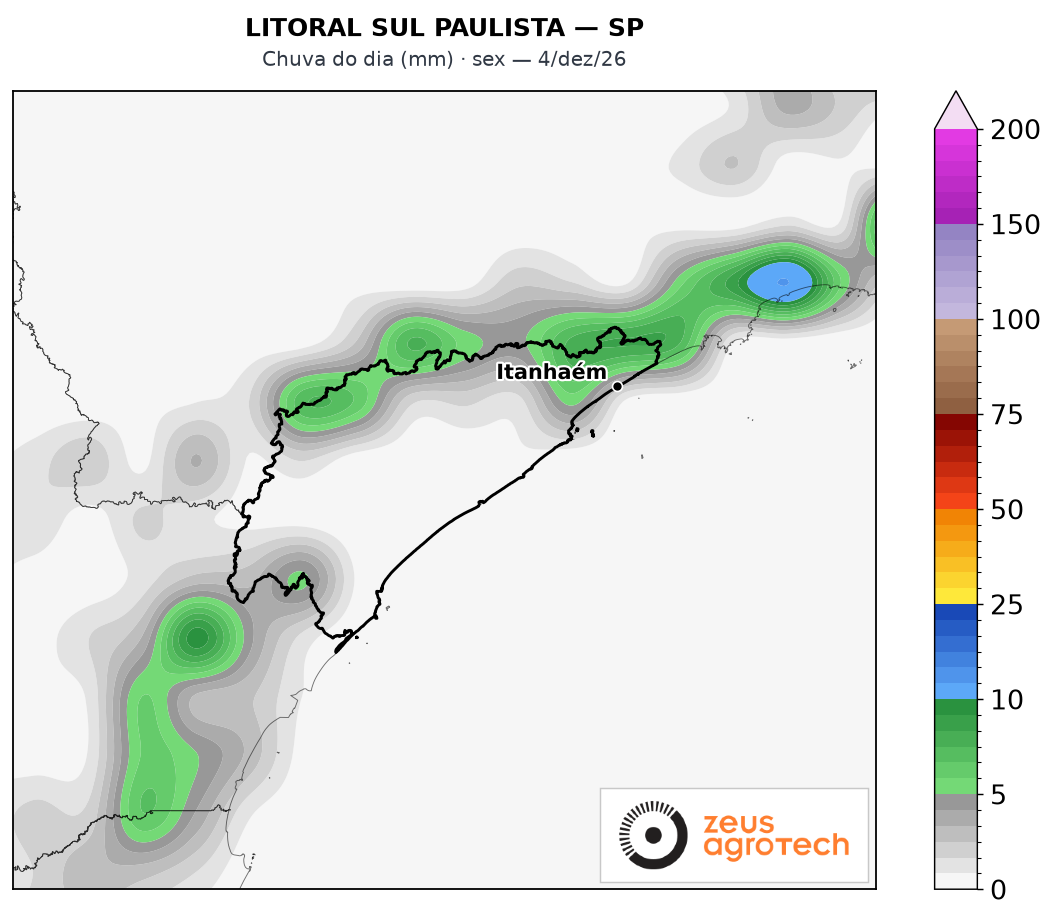 LITORAL SUL PAULISTA — SP
Chuva do dia (mm) · sex — 4/dez/26
200
150
100
75
50
25
10
5
0
Itanhaém
zeus
agrotech